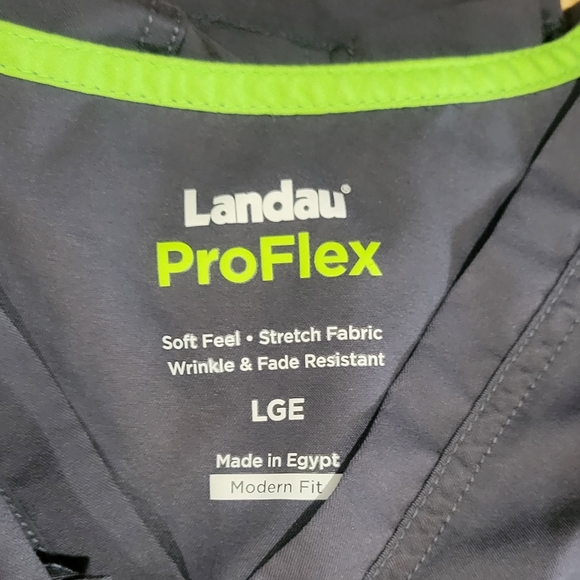 Landau®
ProFlex
Soft Feel • Stretch Fabric
Wrinkle & Fade Resistant
LGE
Made in Egypt
Modern Fit